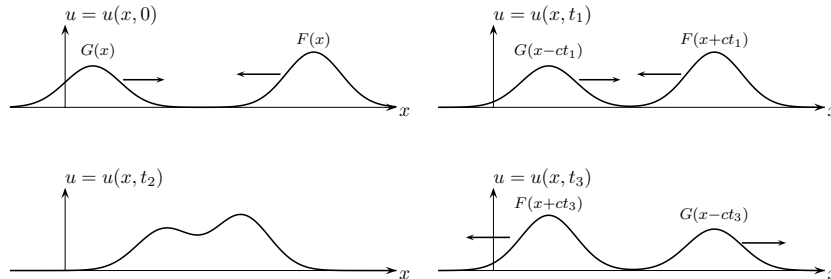 u = u(x, 0)
G(x)
F(x)
x
u = u(x, t₁)
G(x−ct₁)
F(x+ct₁)
x
u = u(x, t₂)
x
u = u(x, t₃)
F(x+ct₃)
G(x−ct₃)
x